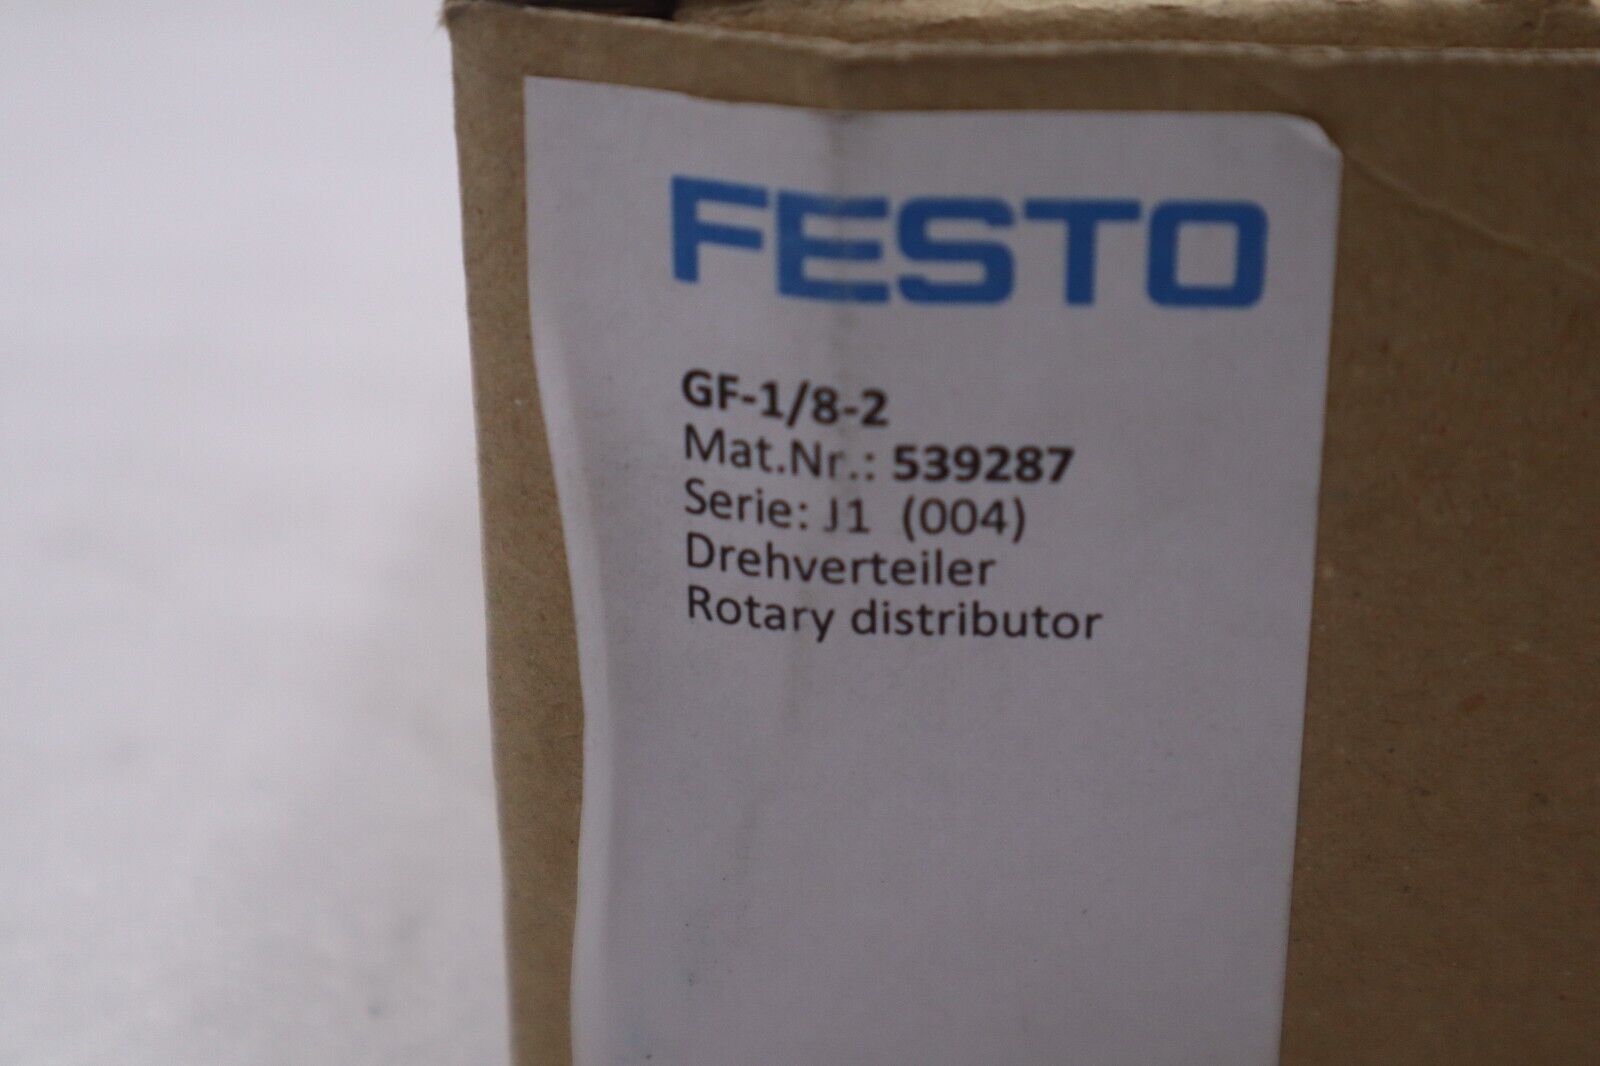 FESTO
GF-1/8-2
Mat.Nr.: 539287
Serie: J1 (004)
Drehverteiler
Rotary distributor